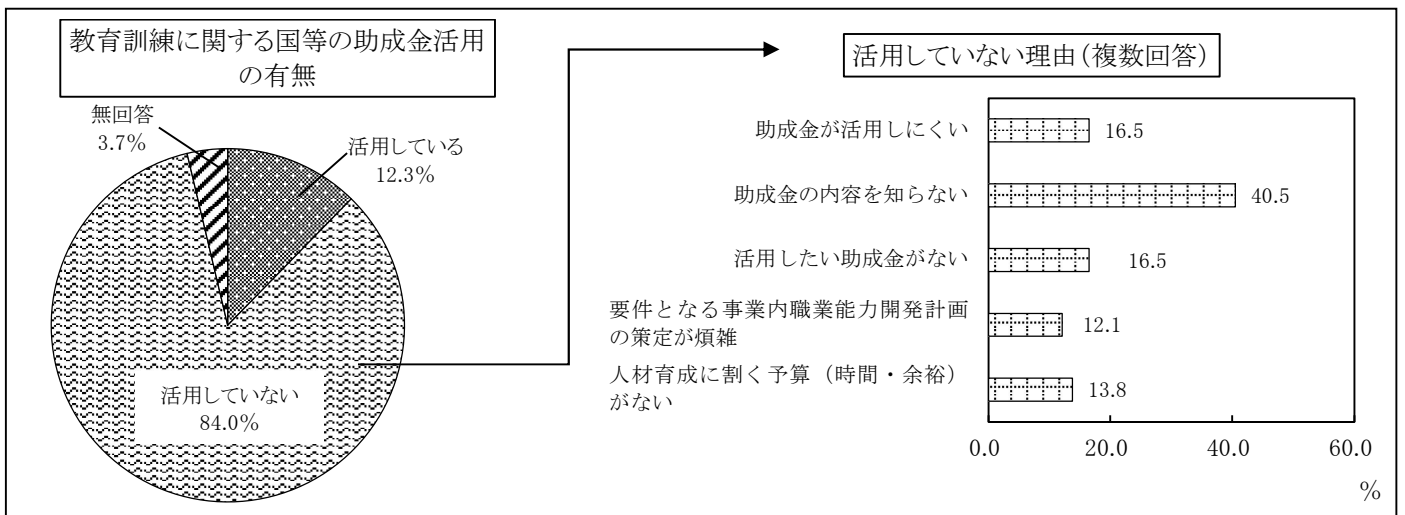 教育訓練に関する国等の助成金活用
の有無
無回答
3.7%
活用している
12.3%
活用していない
84.0%
活用していない理由(複数回答)
助成金が活用しにくい
16.5
助成金の内容を知らない
40.5
活用したい助成金がない
16.5
要件となる事業内職業能力開発計画
の策定が煩雑
12.1
人材育成に割く予算（時間・余裕）
がない
13.8
0.0 20.0 40.0 60.0
%